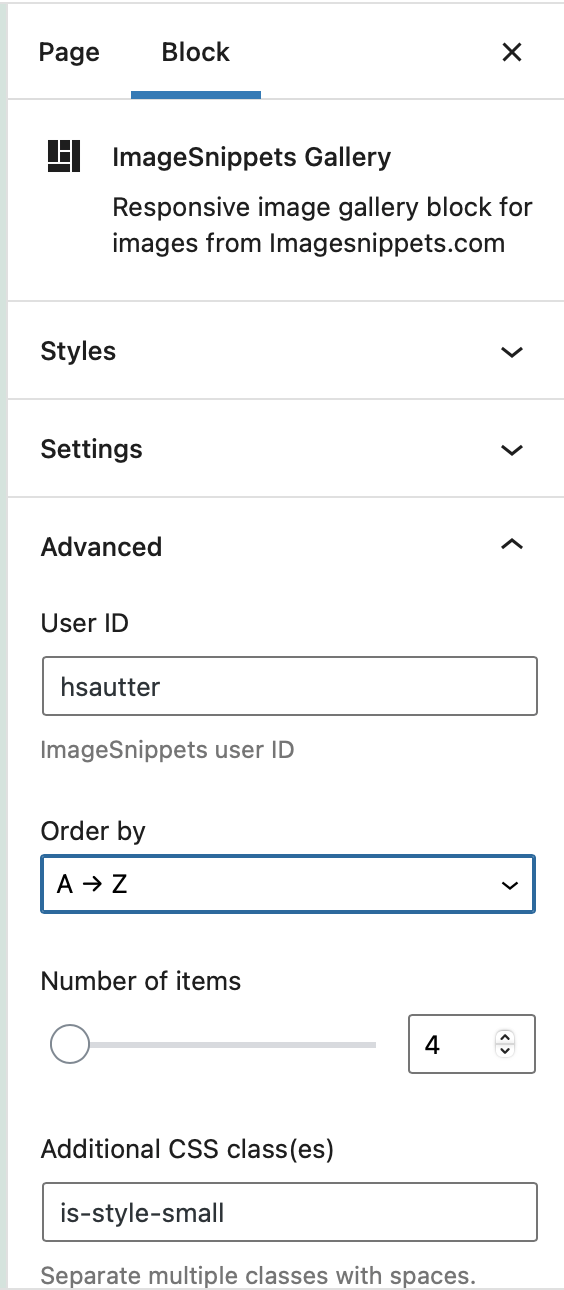 Page Block
ImageSnippets Gallery
Responsive image gallery block for
images from Imagesnippets.com
Styles
Settings
Advanced
User ID
hsautter
ImageSnippets user ID
Order by
A → Z
Number of items
4
Additional CSS class(es)
is-style-small
Separate multiple classes with spaces.